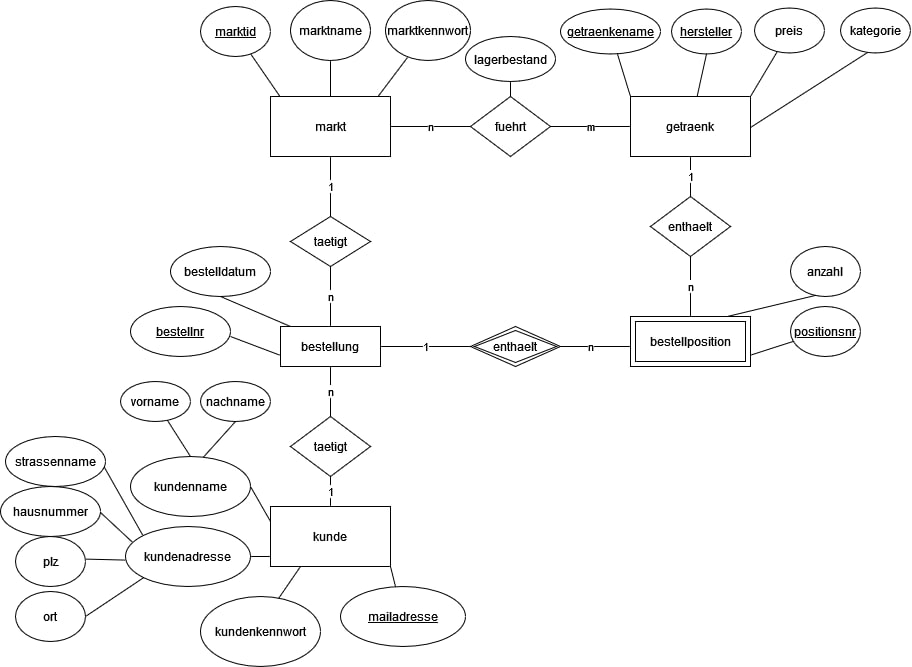 marktid
marktname
marktkennwort
getraenkename
hersteller
preis
kategorie
lagerbestand
markt
n
fuehrt
m
getraenk
1
1
taetigt
enthaelt
bestelldatum
anzahl
n
n
bestellnr
positionsnr
bestellung
1
enthaelt
n
bestellposition
n
vorname
nachname
taetigt
strassenname
kundenname
1
hausnummer
kunde
kundenadresse
plz
ort
kundenkennwort
mailadresse